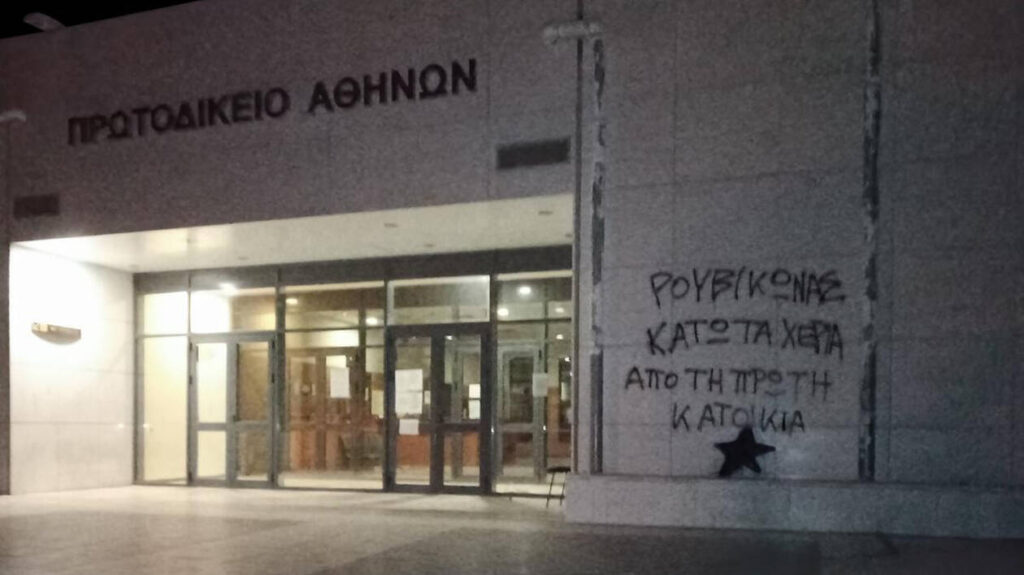 ΠΡΩΤΟΔΙΚΕΙΟ ΑΘΗΝΩΝ
ΡΟΥΒΙΚΩΝΑΣ
ΚΑΤΩ ΤΑ ΧΕΡΙΑ
ΑΠΟ ΤΗ ΠΡΩΤΗ
ΚΑΤΟΙΚΙΑ